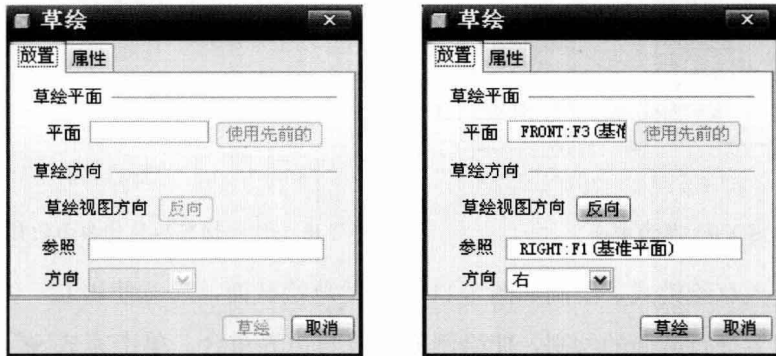 草绘
放置 属性
草绘平面
平面 使用先前的
草绘方向
草绘视图方向 反向
参照
方向
草绘 取消
草绘
放置 属性
草绘平面
平面 FRONT:F3(基准 使用先前的
草绘方向
草绘视图方向 反向
参照 RIGHT:F1(基准平面)
方向 右
草绘 取消